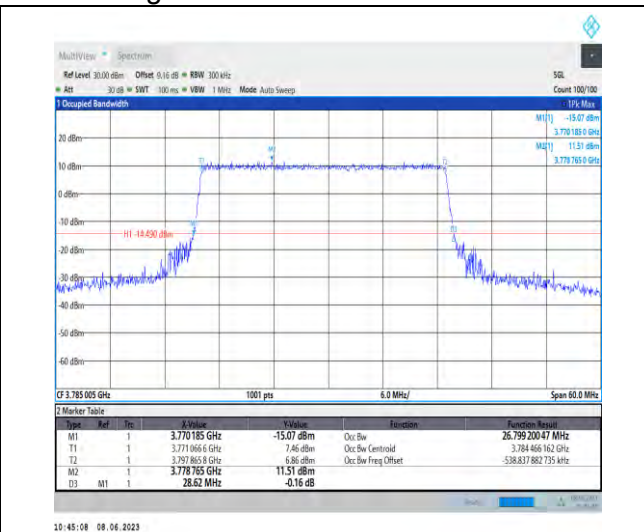 MultiView Spectrum
Ref Level 30.00 dBm Offset 9.16 dB RBW 300 kHz SGL
Att 30 dB SWT 100 ms VBW 1 MHz Mode Auto Sweep Count 100/100
1 Occupied Bandwidth 1Pk Max
M1[1] -15.07 dBm
3.770 185 0 GHz
M2[1] 11.51 dBm
3.778 765 0 GHz
20 dBm
M2
T1
10 dBm
0 dBm
-10 dBm
H1 -14.490 dBm
-20 dBm
-30 dBm
-40 dBm
-50 dBm
-60 dBm
CF 3.785 005 GHz 1001 pts 6.0 MHz/ Span 60.0 MHz
2 Marker Table
Type Ref Trc X-Value Y-Value Function Function Result
M1 1 3.770185 GHz -15.07 dBm Occ Bw 26.799 200 47 MHz
T1 1 3.771 066 6 GHz 7.46 dBm Occ Bw Centroid 3.784 466 162 GHz
T2 1 3.797 865 8 GHz 6.86 dBm Occ Bw Freq Offset -538.837 882 735 kHz
M2 1 3.778765 GHz 11.51 dBm
D3 M1 1 28.62 MHz -0.16 dB
10:45:08 08.06.2023